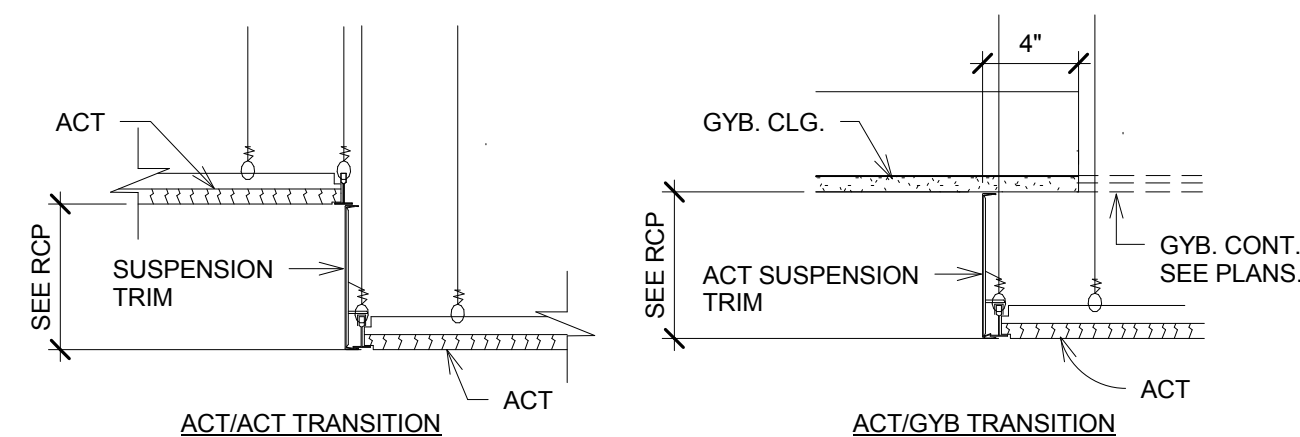 ACT
SEE RCP
SUSPENSION
TRIM
ACT
ACT/ACT TRANSITION
4"
GYB. CLG.
SEE RCP
ACT SUSPENSION
TRIM
GYB. CONT.
SEE PLANS.
ACT
ACT/GYB TRANSITION